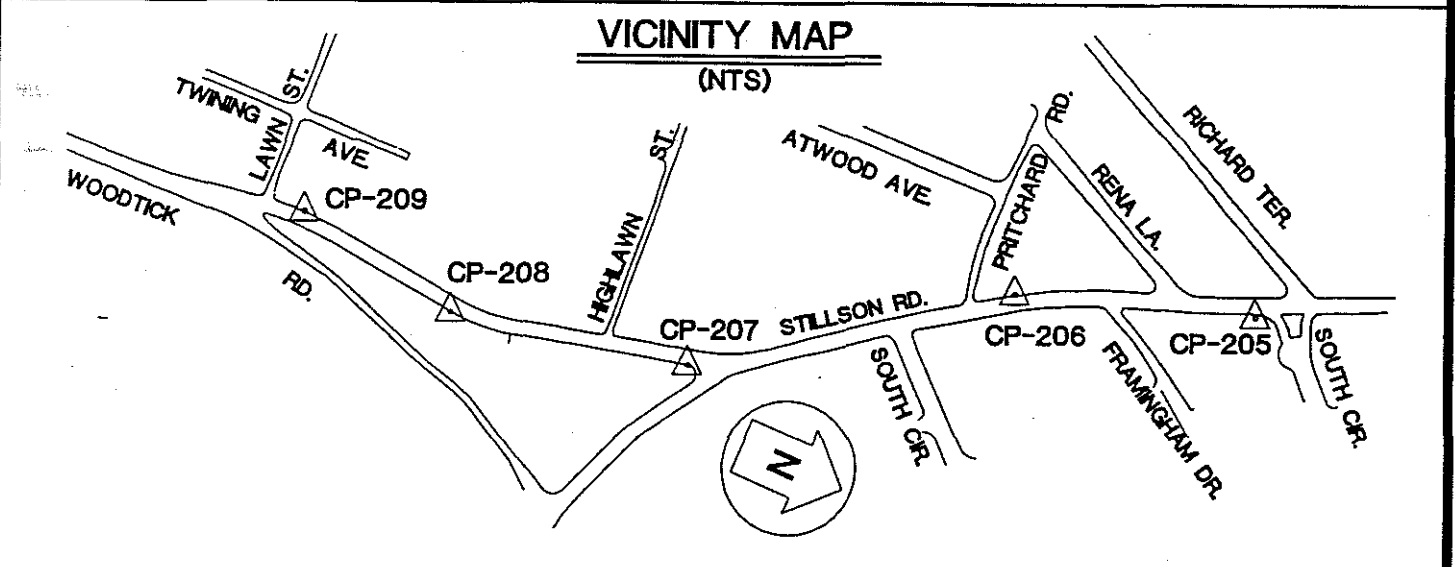 VICINITY MAP
(NTS)
TWINING
AVE.
LAWN
ST.
WOODTICK
RD.
CP-209
CP-208
HIGHLAWN
ST.
CP-207
STILLSON RD.
ATWOOD AVE.
PRITCHARD
RD.
RENA LA.
RICHARD TER.
CP-206
CP-205
SOUTH CIR.
FRAMINGHAM DR.
SOUTH CIR.
N